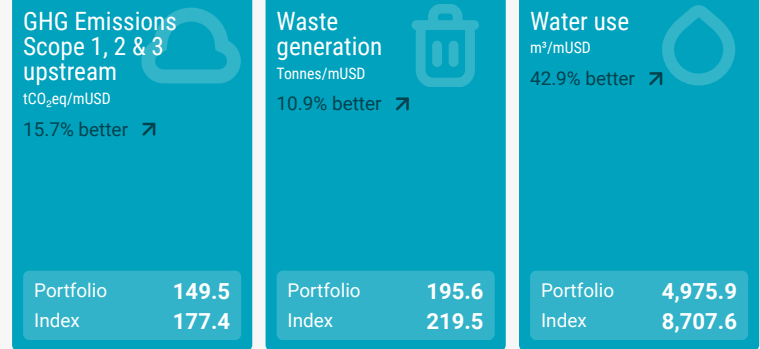 GHG Emissions
Scope 1, 2 & 3
upstream
tCO₂eq/mUSD
15.7% better
Portfolio 149.5
Index 177.4
Waste
generation
Tonnes/mUSD
10.9% better
Portfolio 195.6
Index 219.5
Water use
m³/mUSD
42.9% better
Portfolio 4,975.9
Index 8,707.6